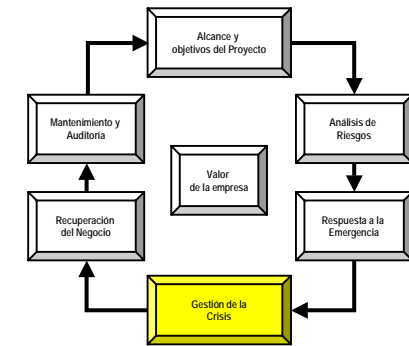 Alcance y
objetivos del Proyecto
Mantenimiento y
Auditoría
Análisis de
Riesgos
Valor
de la empresa
Recuperación
del Negocio
Respuesta a la
Emergencia
Gestión de la
Crisis